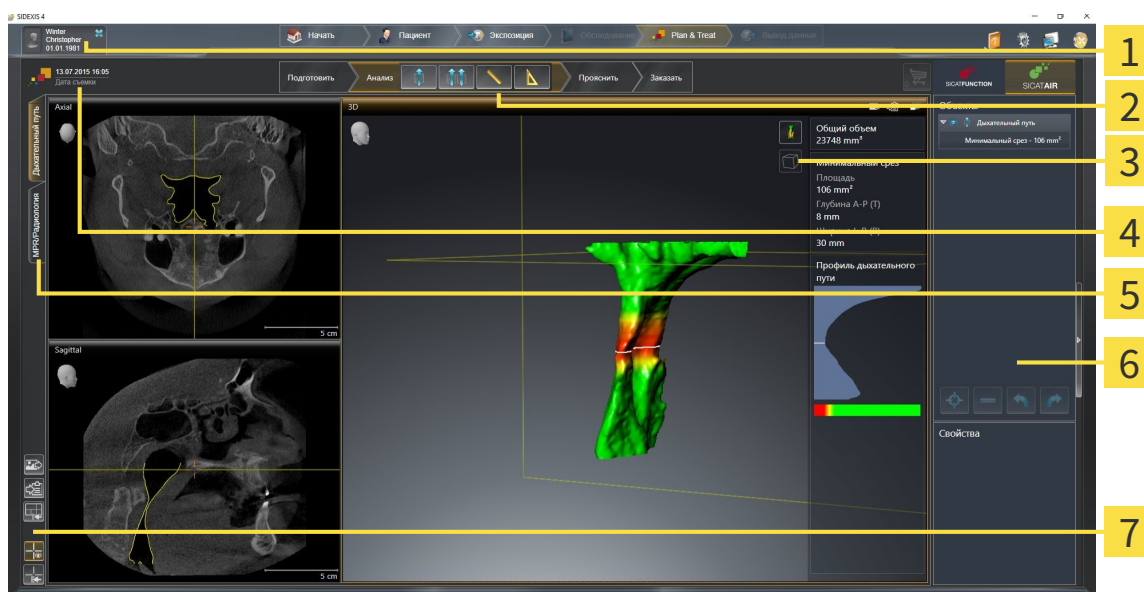 SIDEXIS 4
Winter
Christopher
01.01.1981
Начать
Пациент
Экспозиция
Обследование
Plan & Treat
Вывод данных
1
13.07.2015 16:05
Дата съемки
Подготовить
Анализ
Прояснить
Заказать
SICATFUNCTION
SICATAIR
2
Дыхательный путь
MPR/Радиология
Axial
5 cm
Sagittal
5 cm
3D
Общий объем
23748 mm³
Минимальный срез
Площадь
106 mm²
Глубина A-P (T)
8 mm
30 mm
Профиль дыхательного
пути
Объекты
Дыхательный путь
Минимальный срез - 106 mm²
Свойства
3
4
5
6
7